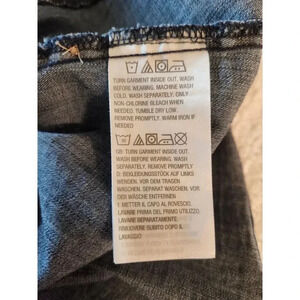 TURN GARMENT INSIDE OUT. WASH
BEFORE WEARING. MACHINE WASH
COLD. WASH SEPARATELY. ONLY
NON-CHLORINE BLEACH WHEN
NEEDED. TUMBLE DRY LOW.
REMOVE PROMPTLY. WARM IRON IF
NEEDED
GB: TURN GARMENT INSIDE OUT.
WASH BEFORE WEARING. WASH
SEPARATELY. REMOVE PROMPTLY
D: BEKLEIDUNGSSTÜCK AUF LINKS
WENDEN. VOR DEM TRAGEN
WASCHEN. SEPARAT WASCHEN. VOR
DER WÄSCHE ENTFERNEN
I: METTER IL CAPO AL ROVESCIO.
LAVARE PRIMA DEL PRIMO UTILIZZO.
LAVARE SEPARATAMENTE.
RIMUOVERE SUBITO DOPO IL
LAVAGGIO